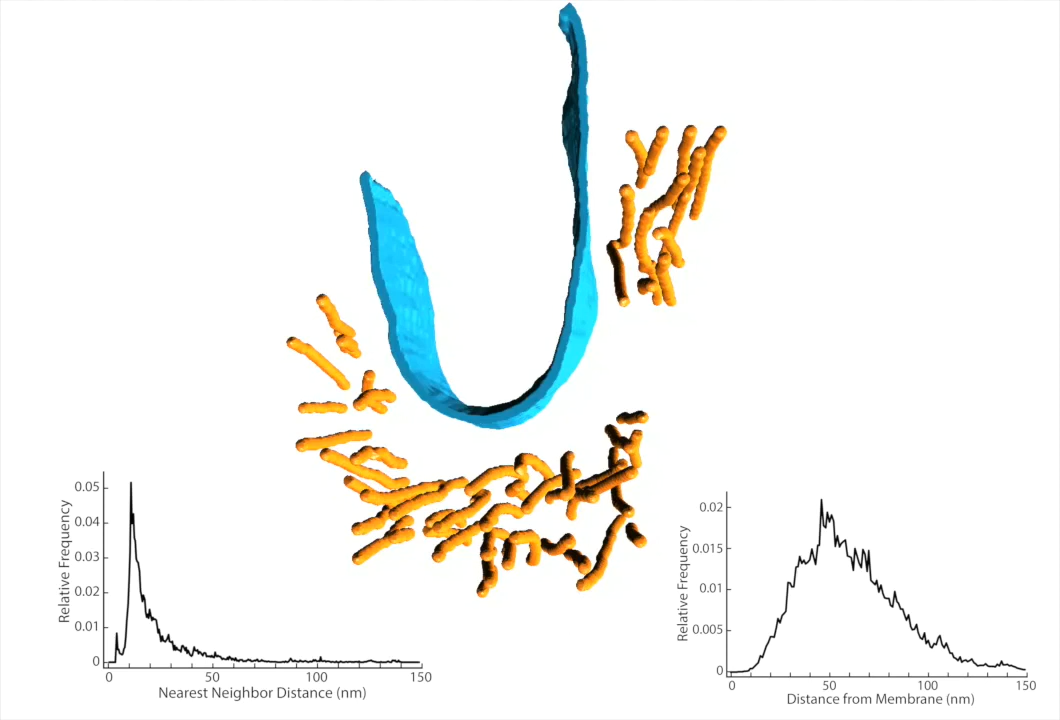 0.05
0.04
0.03
0.02
0.01
0
Relative Frequency
0 50 100 150
Nearest Neighbor Distance (nm)
0.02
0.015
0.01
0.005
0
Relative Frequency
0 50 100 150
Distance from Membrane (nm)